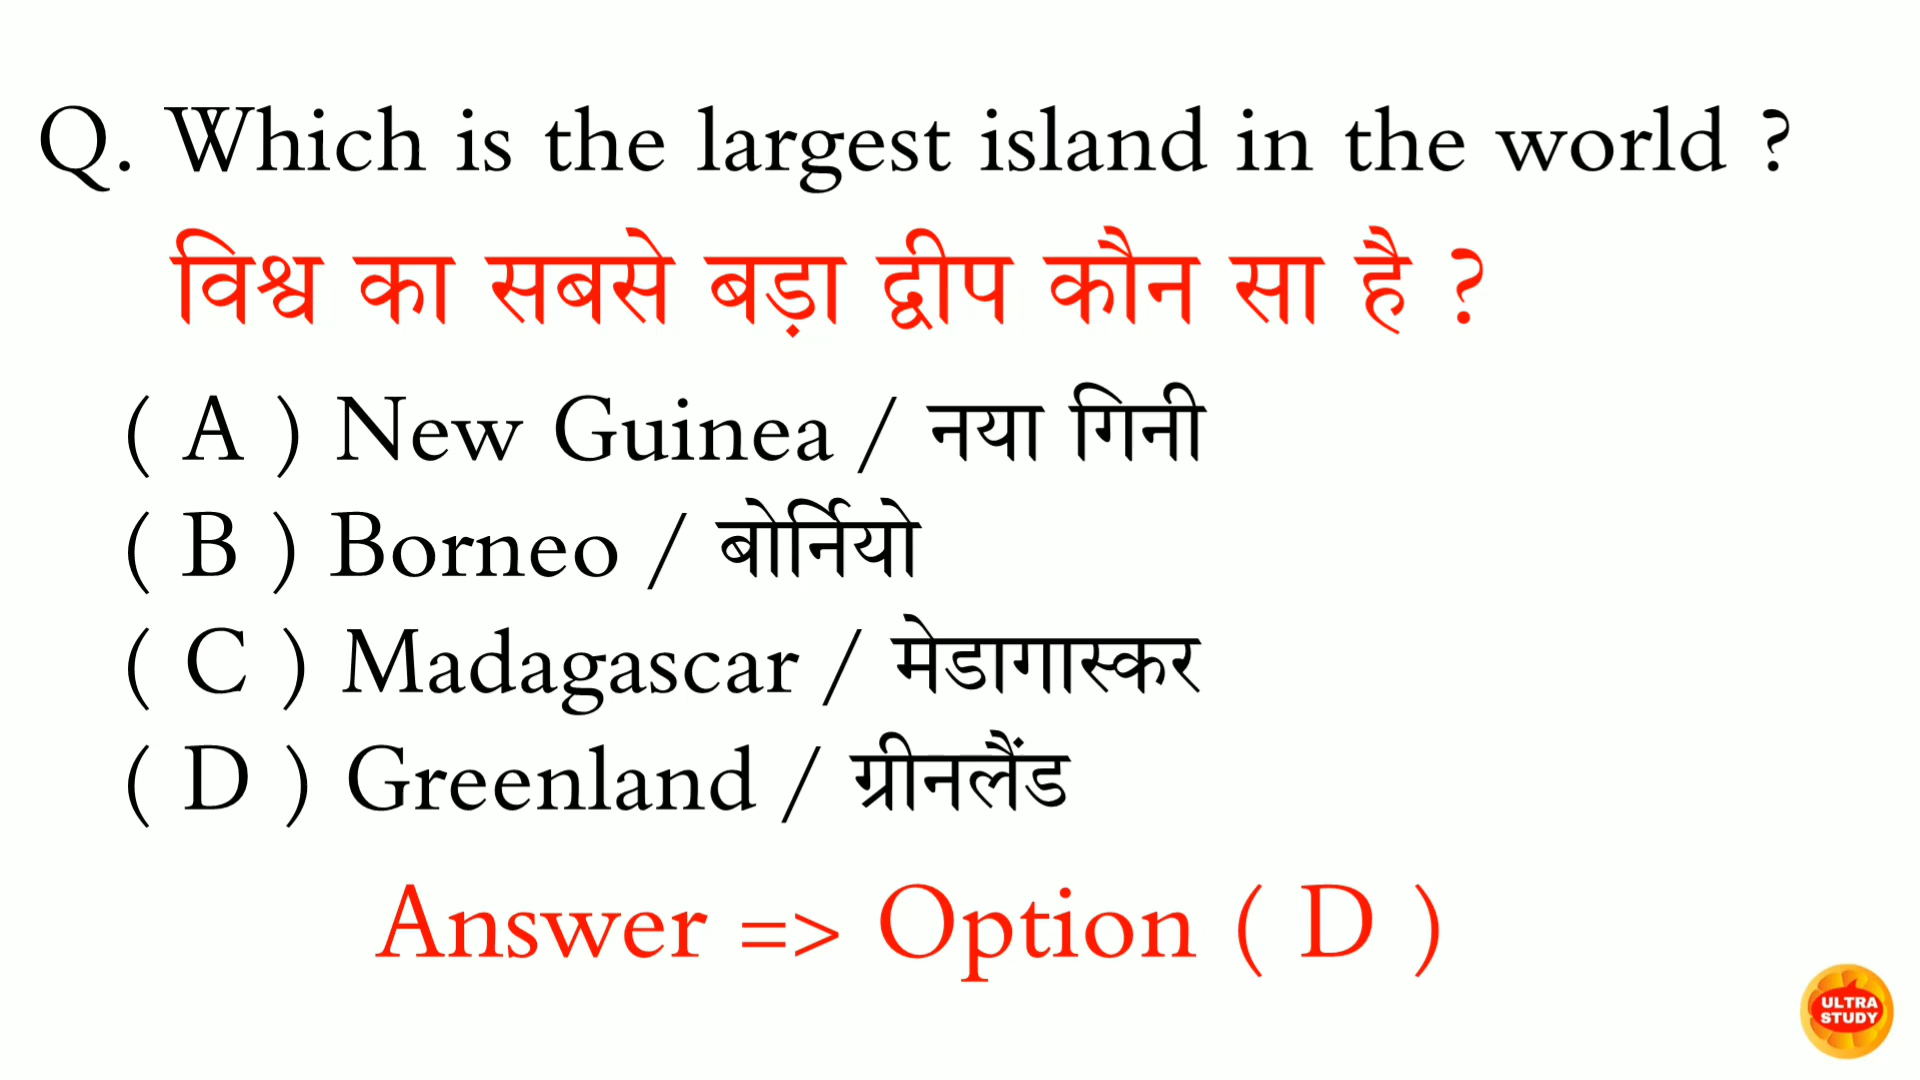 Q. Which is the largest island in the world ?
विश्व का सबसे बड़ा द्वीप कौन सा है ?
( A ) New Guinea / नया गिनी
( B ) Borneo / बोर्नियो
( C ) Madagascar / मेडागास्कर
( D ) Greenland / ग्रीनलैंड
Answer => Option ( D )
ULTRA
STUDY